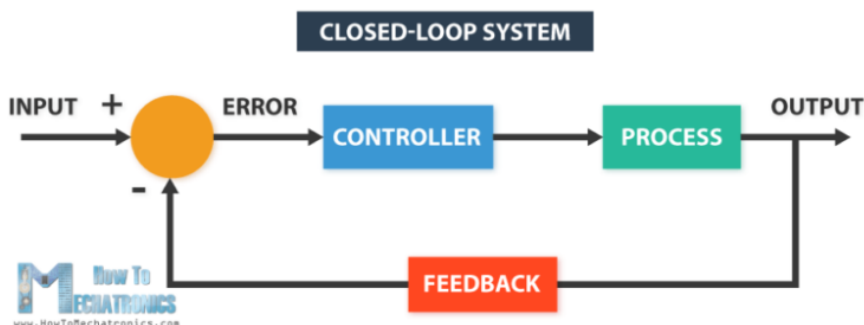 CLOSED-LOOP SYSTEM
INPUT + ERROR OUTPUT
CONTROLLER PROCESS
-
FEEDBACK
How To
MECHATRONICS
www.HowToMechatronics.com